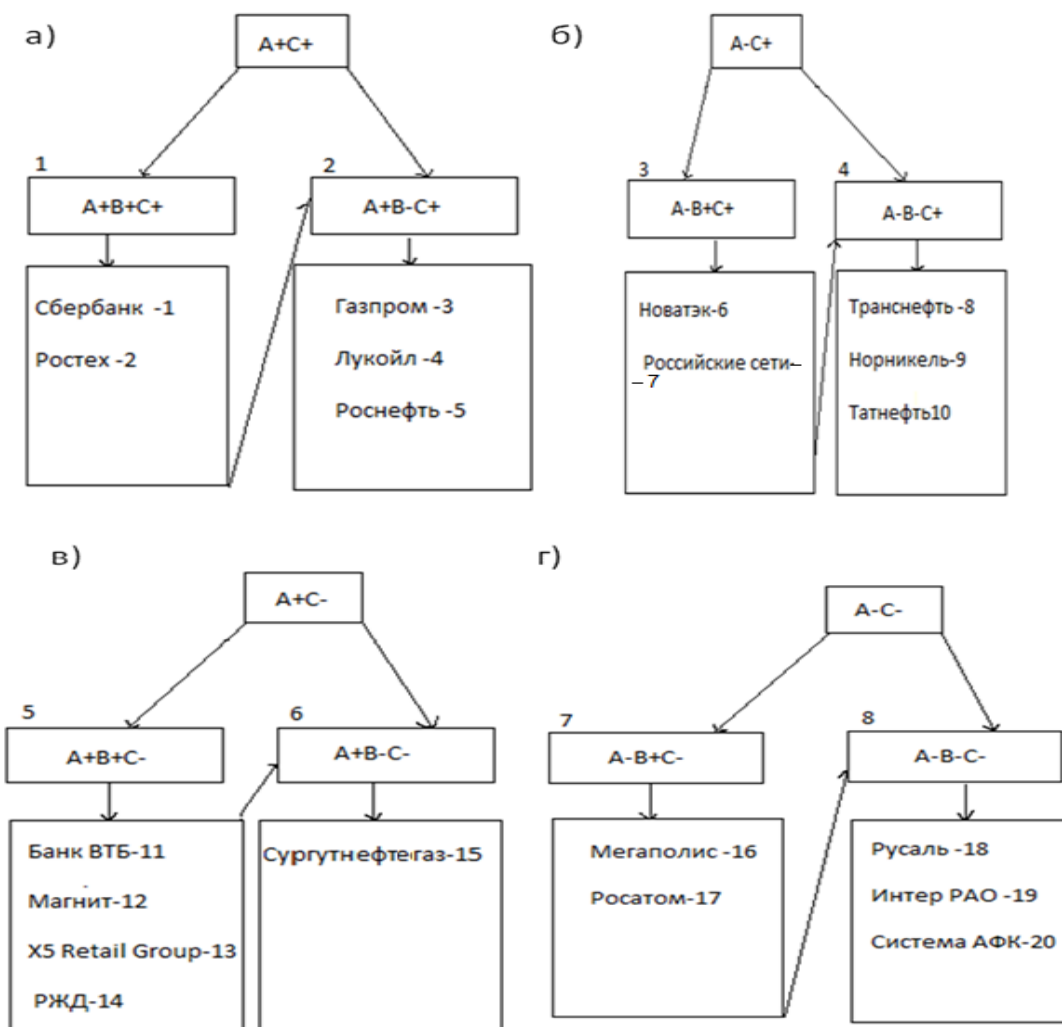 а)
А+С+
1
А+В+С+
Сбербанк -1
Ростех -2
2
А+В-С+
Газпром -3
Лукойл -4
Роснефть -5
б)
А-С+
3
А-В+С+
Новатэк-6
Российские сети–
– 7
4
А-В-С+
Транснефть -8
Норникель-9
Татнефть10
в)
А+С-
5
А+В+С-
Банк ВТБ-11
Магнит-12
X5 Retail Group-13
РЖД-14
6
А+В-С-
Сургутнефтегаз-15
г)
А-С-
7
А-В+С-
Мегаполис -16
Росатом-17
8
А-В-С-
Русаль -18
Интер РАО -19
Система АФК-20